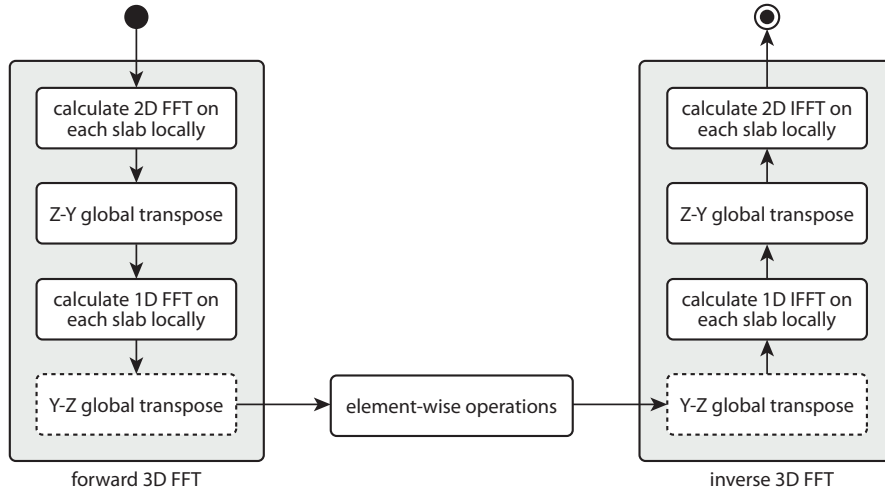 calculate 2D FFT on
each slab locally
Z-Y global transpose
calculate 1D FFT on
each slab locally
Y-Z global transpose
forward 3D FFT
element-wise operations
calculate 2D IFFT on
each slab locally
Z-Y global transpose
calculate 1D IFFT on
each slab locally
Y-Z global transpose
inverse 3D FFT